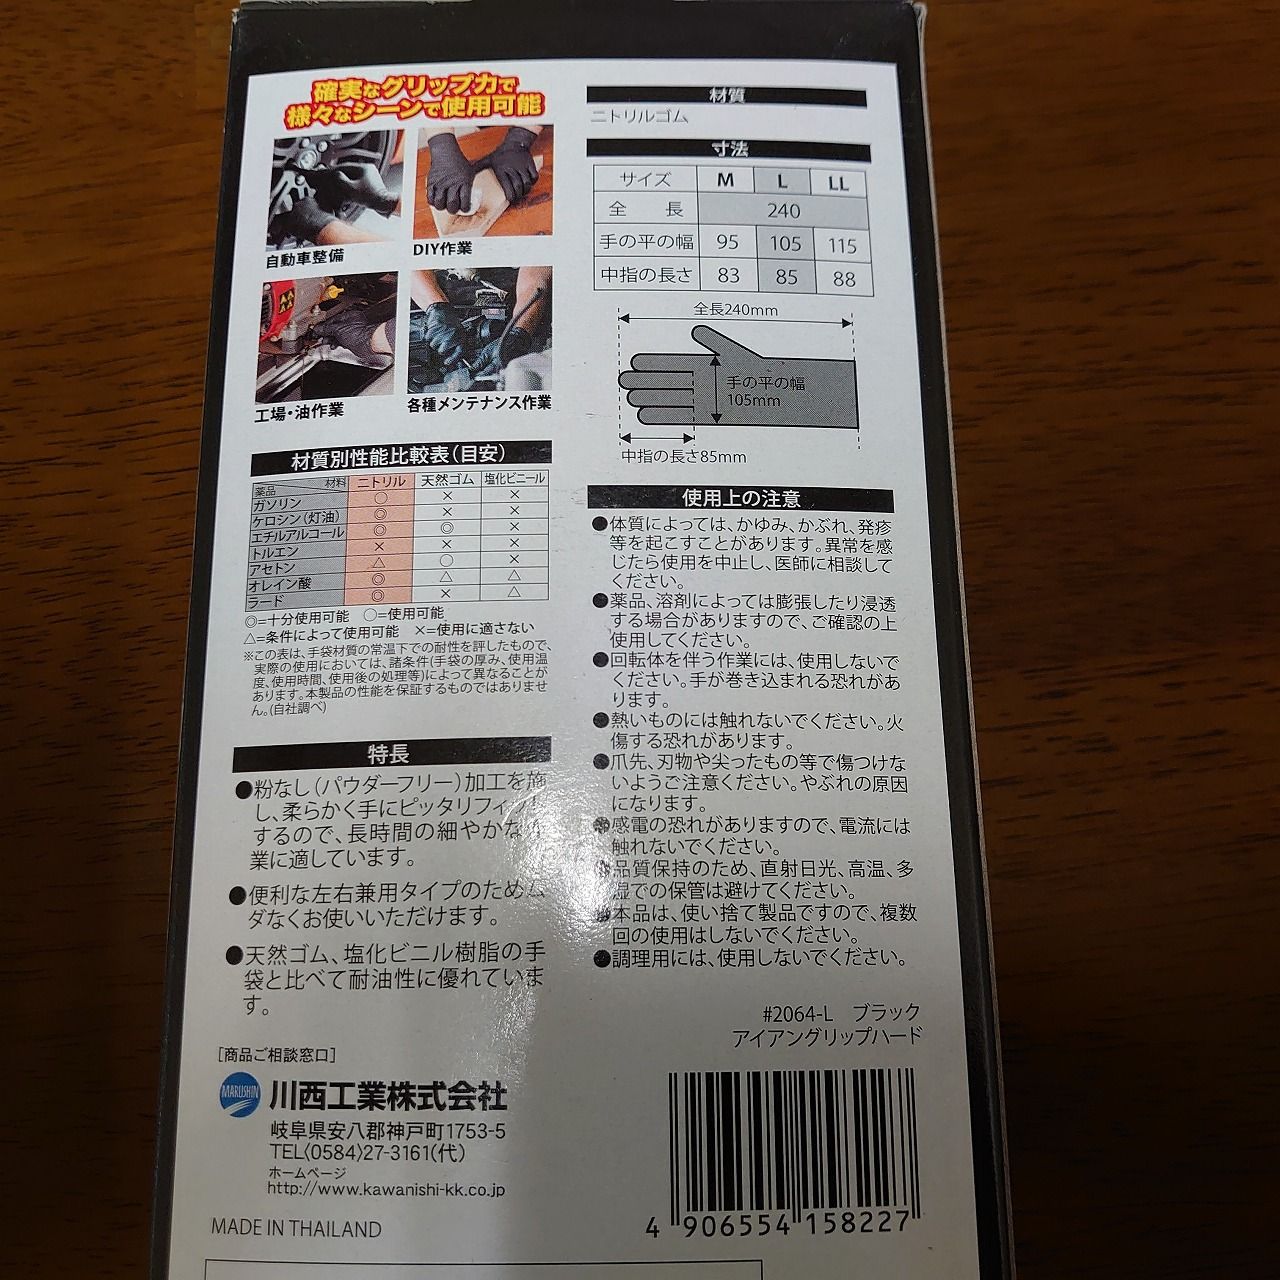 確実なグリップ力で
様々なシーンで使用可能
自動車整備
DIY作業
工場・油作業
各種メンテナンス作業
材質別性能比較表(目安)
薬品 材料 ニトリル 天然ゴム 塩化ビニール
ガソリン ○ × ×
ケロシン(灯油) ◎ × ×
エチルアルコール ◎ ◎ ×
トルエン × × ×
アセトン △ ○ ×
オレイン酸 ◎ △ △
ラード ◎ × △
◎=十分使用可能 ○=使用可能
△=条件によって使用可能 ×=使用に適さない
※この表は、手袋材質の常温下での耐性を評したもので、
実際の使用においては、諸条件(手袋の厚み、使用温
度、使用時間、使用後の処理等)によって異なることが
あります。本製品の性能を保証するものではありませ
ん。(自社調べ)
特長
●粉なし(パウダーフリー)加工を施
し、柔らかく手にピッタリフィット
するので、長時間の細やかな作
業に適しています。
●便利な左右兼用タイプのためム
ダなくお使いいただけます。
●天然ゴム、塩化ビニル樹脂の手
袋と比べて耐油性に優れていま
す。
[商品ご相談窓口]
MARUSHIN
川西工業株式会社
岐阜県安八郡神戸町1753-5
TEL〈0584〉27-3161(代)
ホームページ
http://www.kawanishi-kk.co.jp
MADE IN THAILAND
材質
ニトリルゴム
寸法
サイズ M L LL
全 長 240
手の平の幅 95 105 115
中指の長さ 83 85 88
全長240mm
手の平の幅
105mm
中指の長さ85mm
使用上の注意
●体質によっては、かゆみ、かぶれ、発疹
等を起こすことがあります。異常を感
じたら使用を中止し、医師に相談して
ください。
●薬品、溶剤によっては膨張したり浸透
する場合がありますので、ご確認の上
使用してください。
●回転体を伴う作業には、使用しないで
ください。手が巻き込まれる恐れがあ
ります。
●熱いものには触れないでください。火
傷する恐れがあります。
●爪先、刃物や尖ったもの等で傷つけな
いようご注意ください。やぶれの原因
になります。
●感電の恐れがありますので、電流には
触れないでください。
●品質保持のため、直射日光、高温、多
湿での保管は避けてください。
●本品は、使い捨て製品ですので、複数
回の使用はしないでください。
●調理用には、使用しないでください。
#2064-L ブラック
アイアングリップハード
4 906554 158227